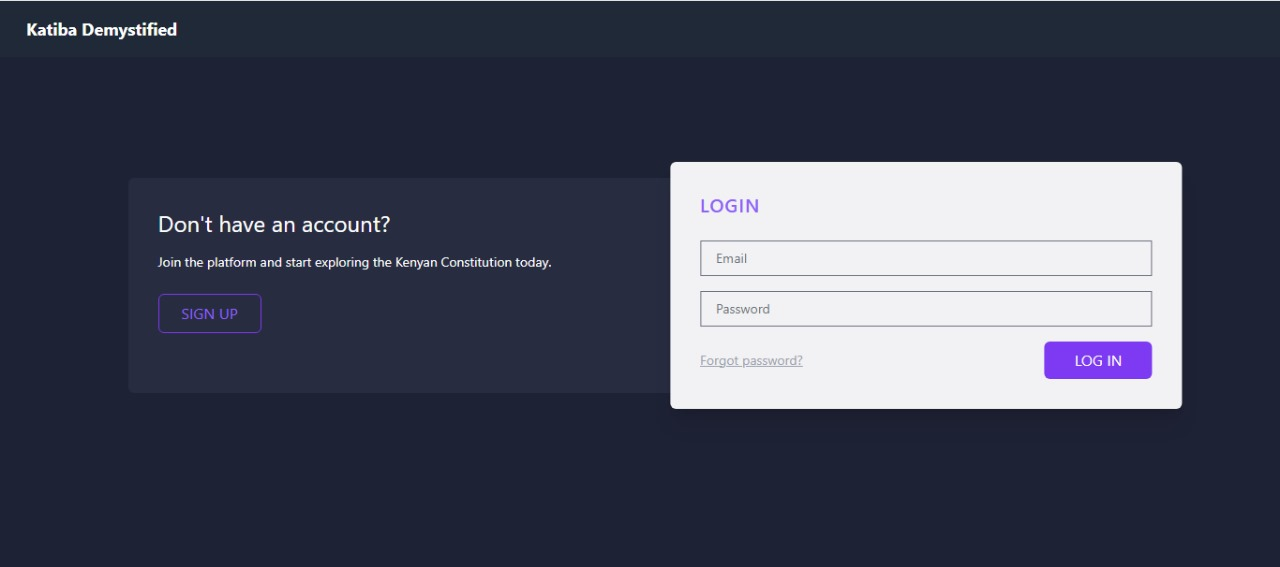 Katiba Demystified
Don't have an account?
Join the platform and start exploring the Kenyan Constitution today.
SIGN UP
LOGIN
Email
Password
Forgot password?
LOG IN